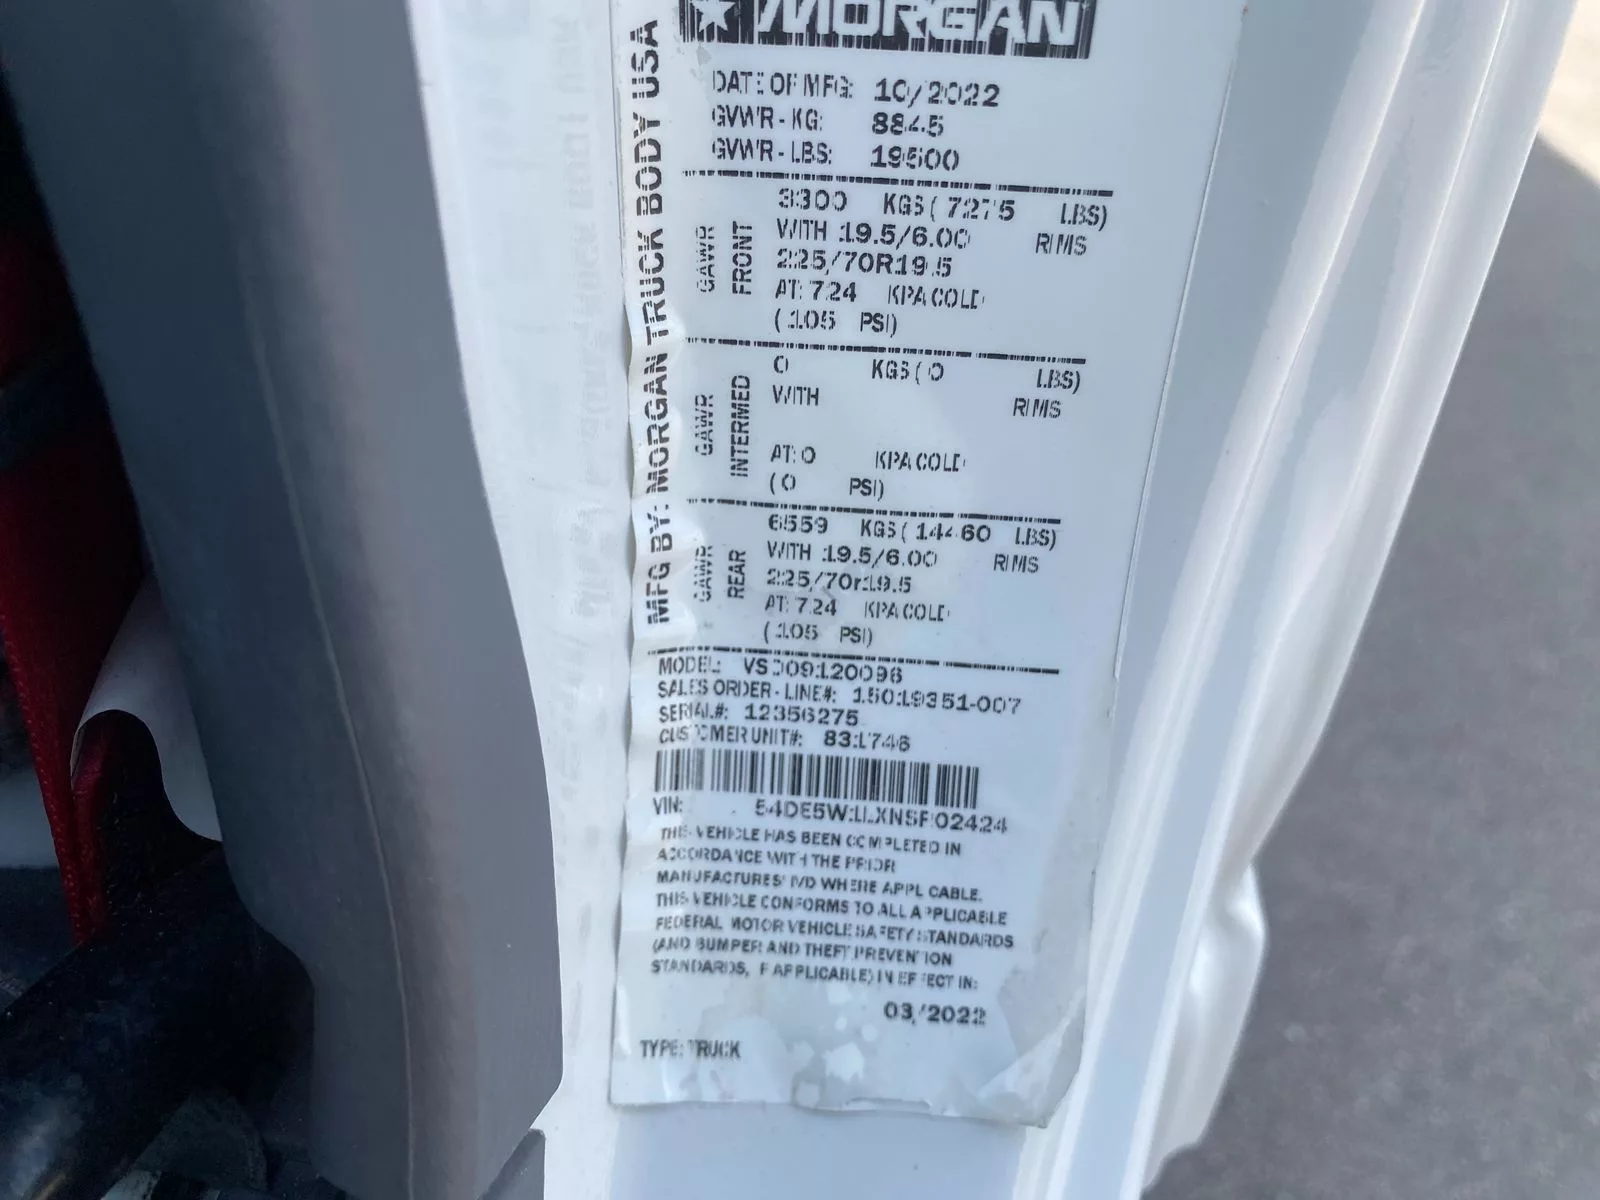 MORGAN
MFG BY: MORGAN TRUCK BODY USA
DATE OF MFG: 10/2022
GVWR - KG: 8845
GVWR - LBS: 19500
GAWR FRONT
3300 KGS ( 7275 LBS)
WITH 19.5/6.00 RIMS
225/70R19.5
AT: 724 KPA COLD
( 105 PSI)
GAWR INTERMED
0 KGS ( 0 LBS)
WITH RIMS
AT: 0 KPA COLD
( 0 PSI)
GAWR REAR
6559 KGS ( 14460 LBS)
WITH 19.5/6.00 RIMS
225/70r19.5
AT: 724 KPA COLD
( 105 PSI)
MODEL: VSD09120096
SALES ORDER - LINE#: 15019351-007
SERIAL#: 12356275
CUSTOMER UNIT#: 831746
VIN:
THIS VEHICLE HAS BEEN COMPLETED IN
ACCORDANCE WITH THE PRIOR
MANUFACTURES' IVD WHERE APPLICABLE.
THIS VEHICLE CONFORMS TO ALL APPLICABLE
FEDERAL MOTOR VEHICLE SAFETY STANDARDS
(AND BUMPER AND THEFT PREVENTION
STANDARDS, IF APPLICABLE) IN EFFECT IN:
03/2022
TYPE: TRUCK